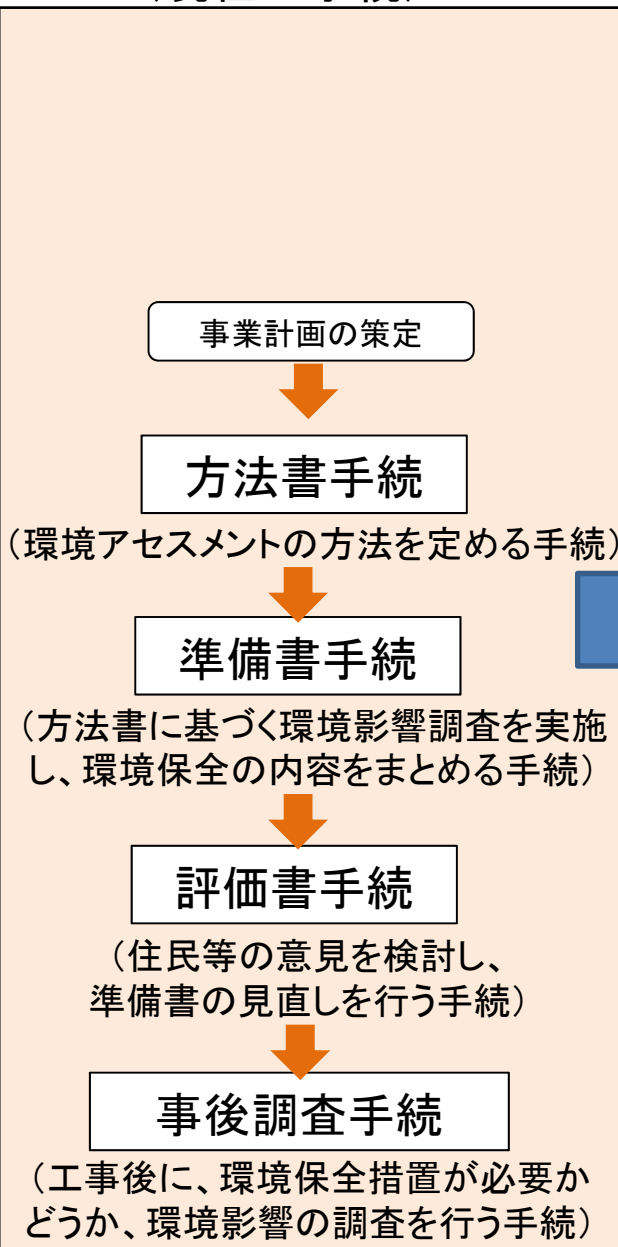 事業計画の策定
方法書手続
（環境アセスメントの方法を定める手続）
準備書手続
（方法書に基づく環境影響調査を実施
し、環境保全の内容をまとめる手続）
評価書手続
（住民等の意見を検討し、
準備書の見直しを行う手続）
事後調査手続
（工事後に、環境保全措置が必要か
どうか、環境影響の調査を行う手続）